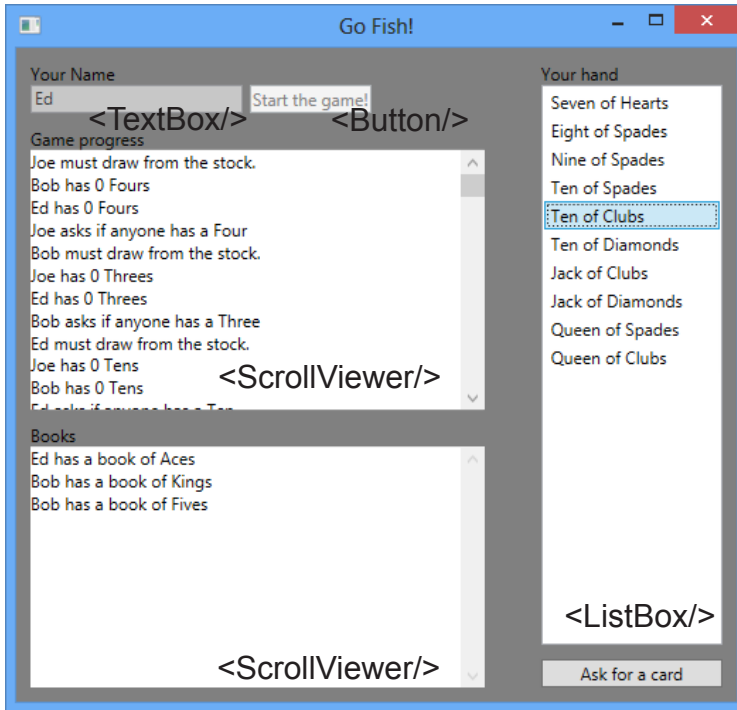 Go Fish!
Your Name
Ed
Start the game!
<TextBox/>
<Button/>
Game progress
Joe must draw from the stock.
Bob has 0 Fours
Ed has 0 Fours
Joe asks if anyone has a Four
Bob must draw from the stock.
Joe has 0 Threes
Ed has 0 Threes
Bob asks if anyone has a Three
Ed must draw from the stock.
Joe has 0 Tens
Bob has 0 Tens
Ed asks if anyone has a Ten
<ScrollViewer/>
Books
Ed has a book of Aces
Bob has a book of Kings
Bob has a book of Fives
<ScrollViewer/>
Your hand
Seven of Hearts
Eight of Spades
Nine of Spades
Ten of Spades
Ten of Clubs
Ten of Diamonds
Jack of Clubs
Jack of Diamonds
Queen of Spades
Queen of Clubs
<ListBox/>
Ask for a card